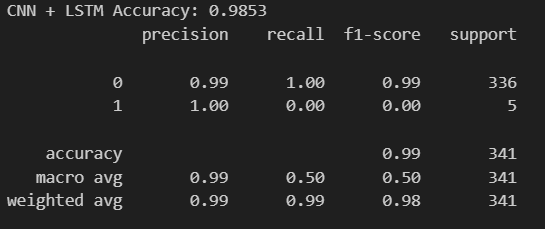 CNN + LSTM Accuracy: 0.9853
precision recall f1-score support
0 0.99 1.00 0.99 336
1 1.00 0.00 0.00 5
accuracy 0.99 341
macro avg 0.99 0.50 0.50 341
weighted avg 0.99 0.99 0.98 341